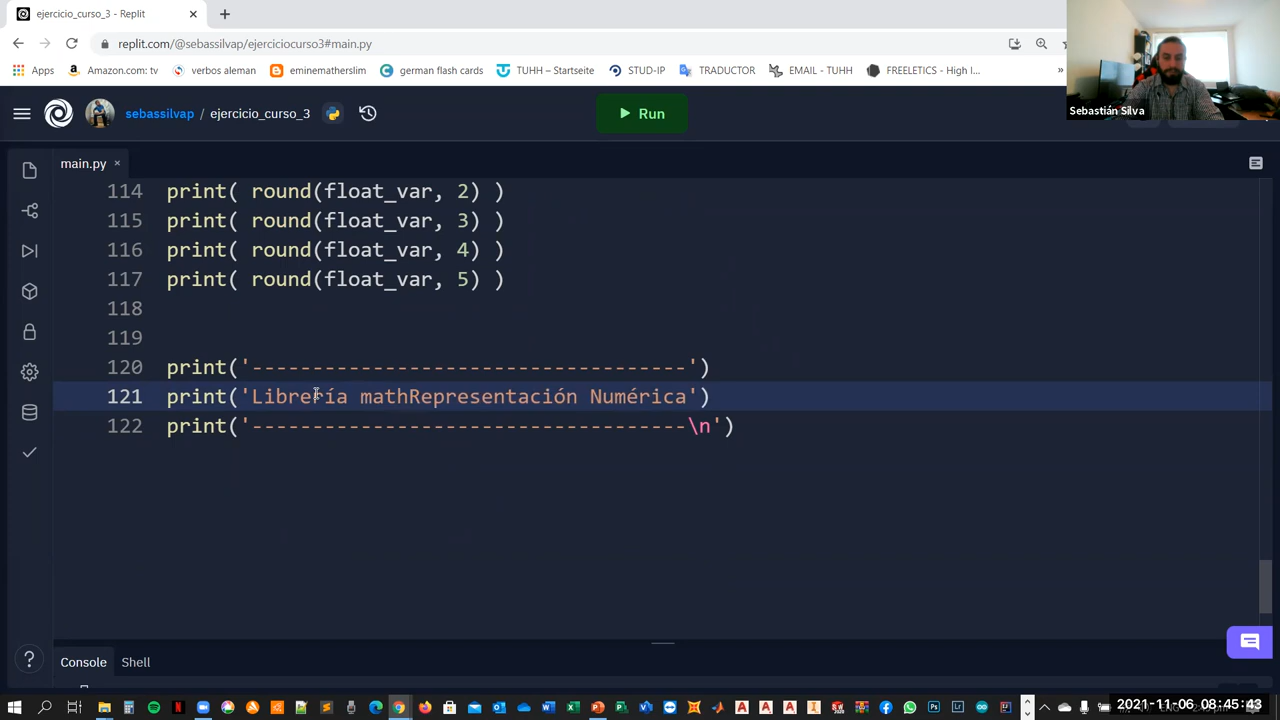 ejercicio_curso_3 - Replit
replit.com/@sebassilvap/ejerciciocurso3#main.py
Apps Amazon.com: tv verbos aleman eminematherslim german flash cards TUHH – Startseite STUD-IP TRADUCTOR EMAIL - TUHH FREELETICS - High I... »
Sebastián Silva
sebassilvap / ejercicio_curso_3
Run
main.py
114 print( round(float_var, 2) )
115 print( round(float_var, 3) )
116 print( round(float_var, 4) )
117 print( round(float_var, 5) )
118
119
120 print('------------------------------------')
121 print('Librería mathRepresentación Numérica')
122 print('------------------------------------\n')
Console Shell
2021-11-06 08:45:43